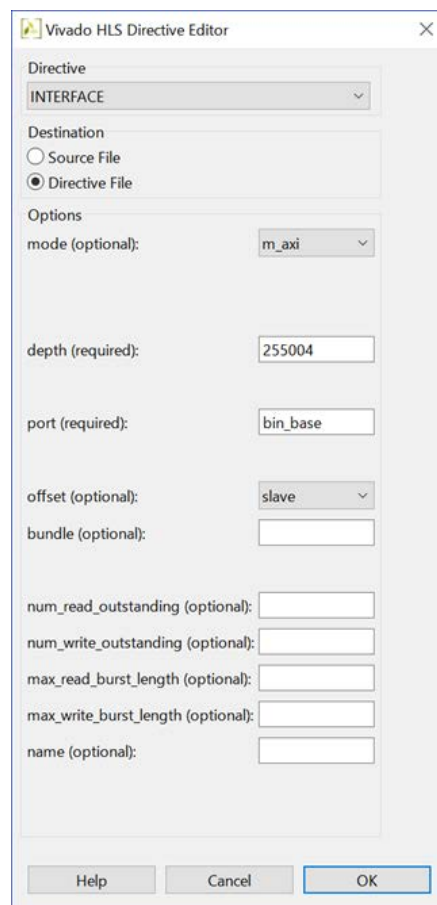 Vivado HLS Directive Editor
Directive
INTERFACE
Destination
Source File
Directive File
Options
mode (optional): m_axi
depth (required): 255004
port (required): bin_base
offset (optional): slave
bundle (optional):
num_read_outstanding (optional):
num_write_outstanding (optional):
max_read_burst_length (optional):
max_write_burst_length (optional):
name (optional):
Help Cancel OK